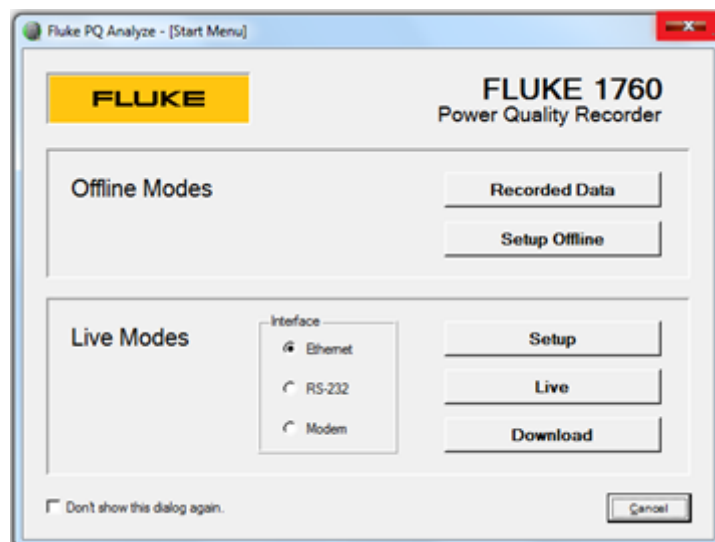 Fluke PQ Analyze - [Start Menu]
FLUKE
FLUKE 1760
Power Quality Recorder
Offline Modes
Recorded Data
Setup Offline
Live Modes
Interface
Ethernet
RS-232
Modem
Setup
Live
Download
Don't show this dialog again.
Cancel